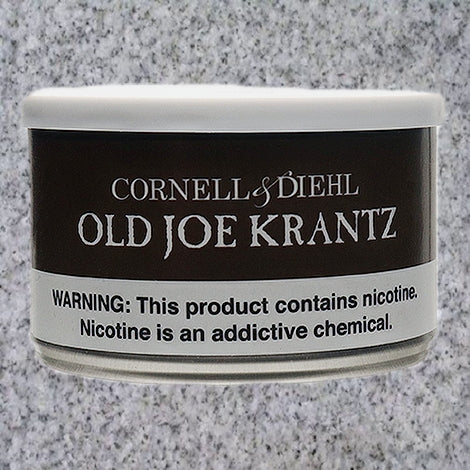 CORNELL & DIEHL
OLD JOE KRANTZ
WARNING: This product contains nicotine.
Nicotine is an addictive chemical.